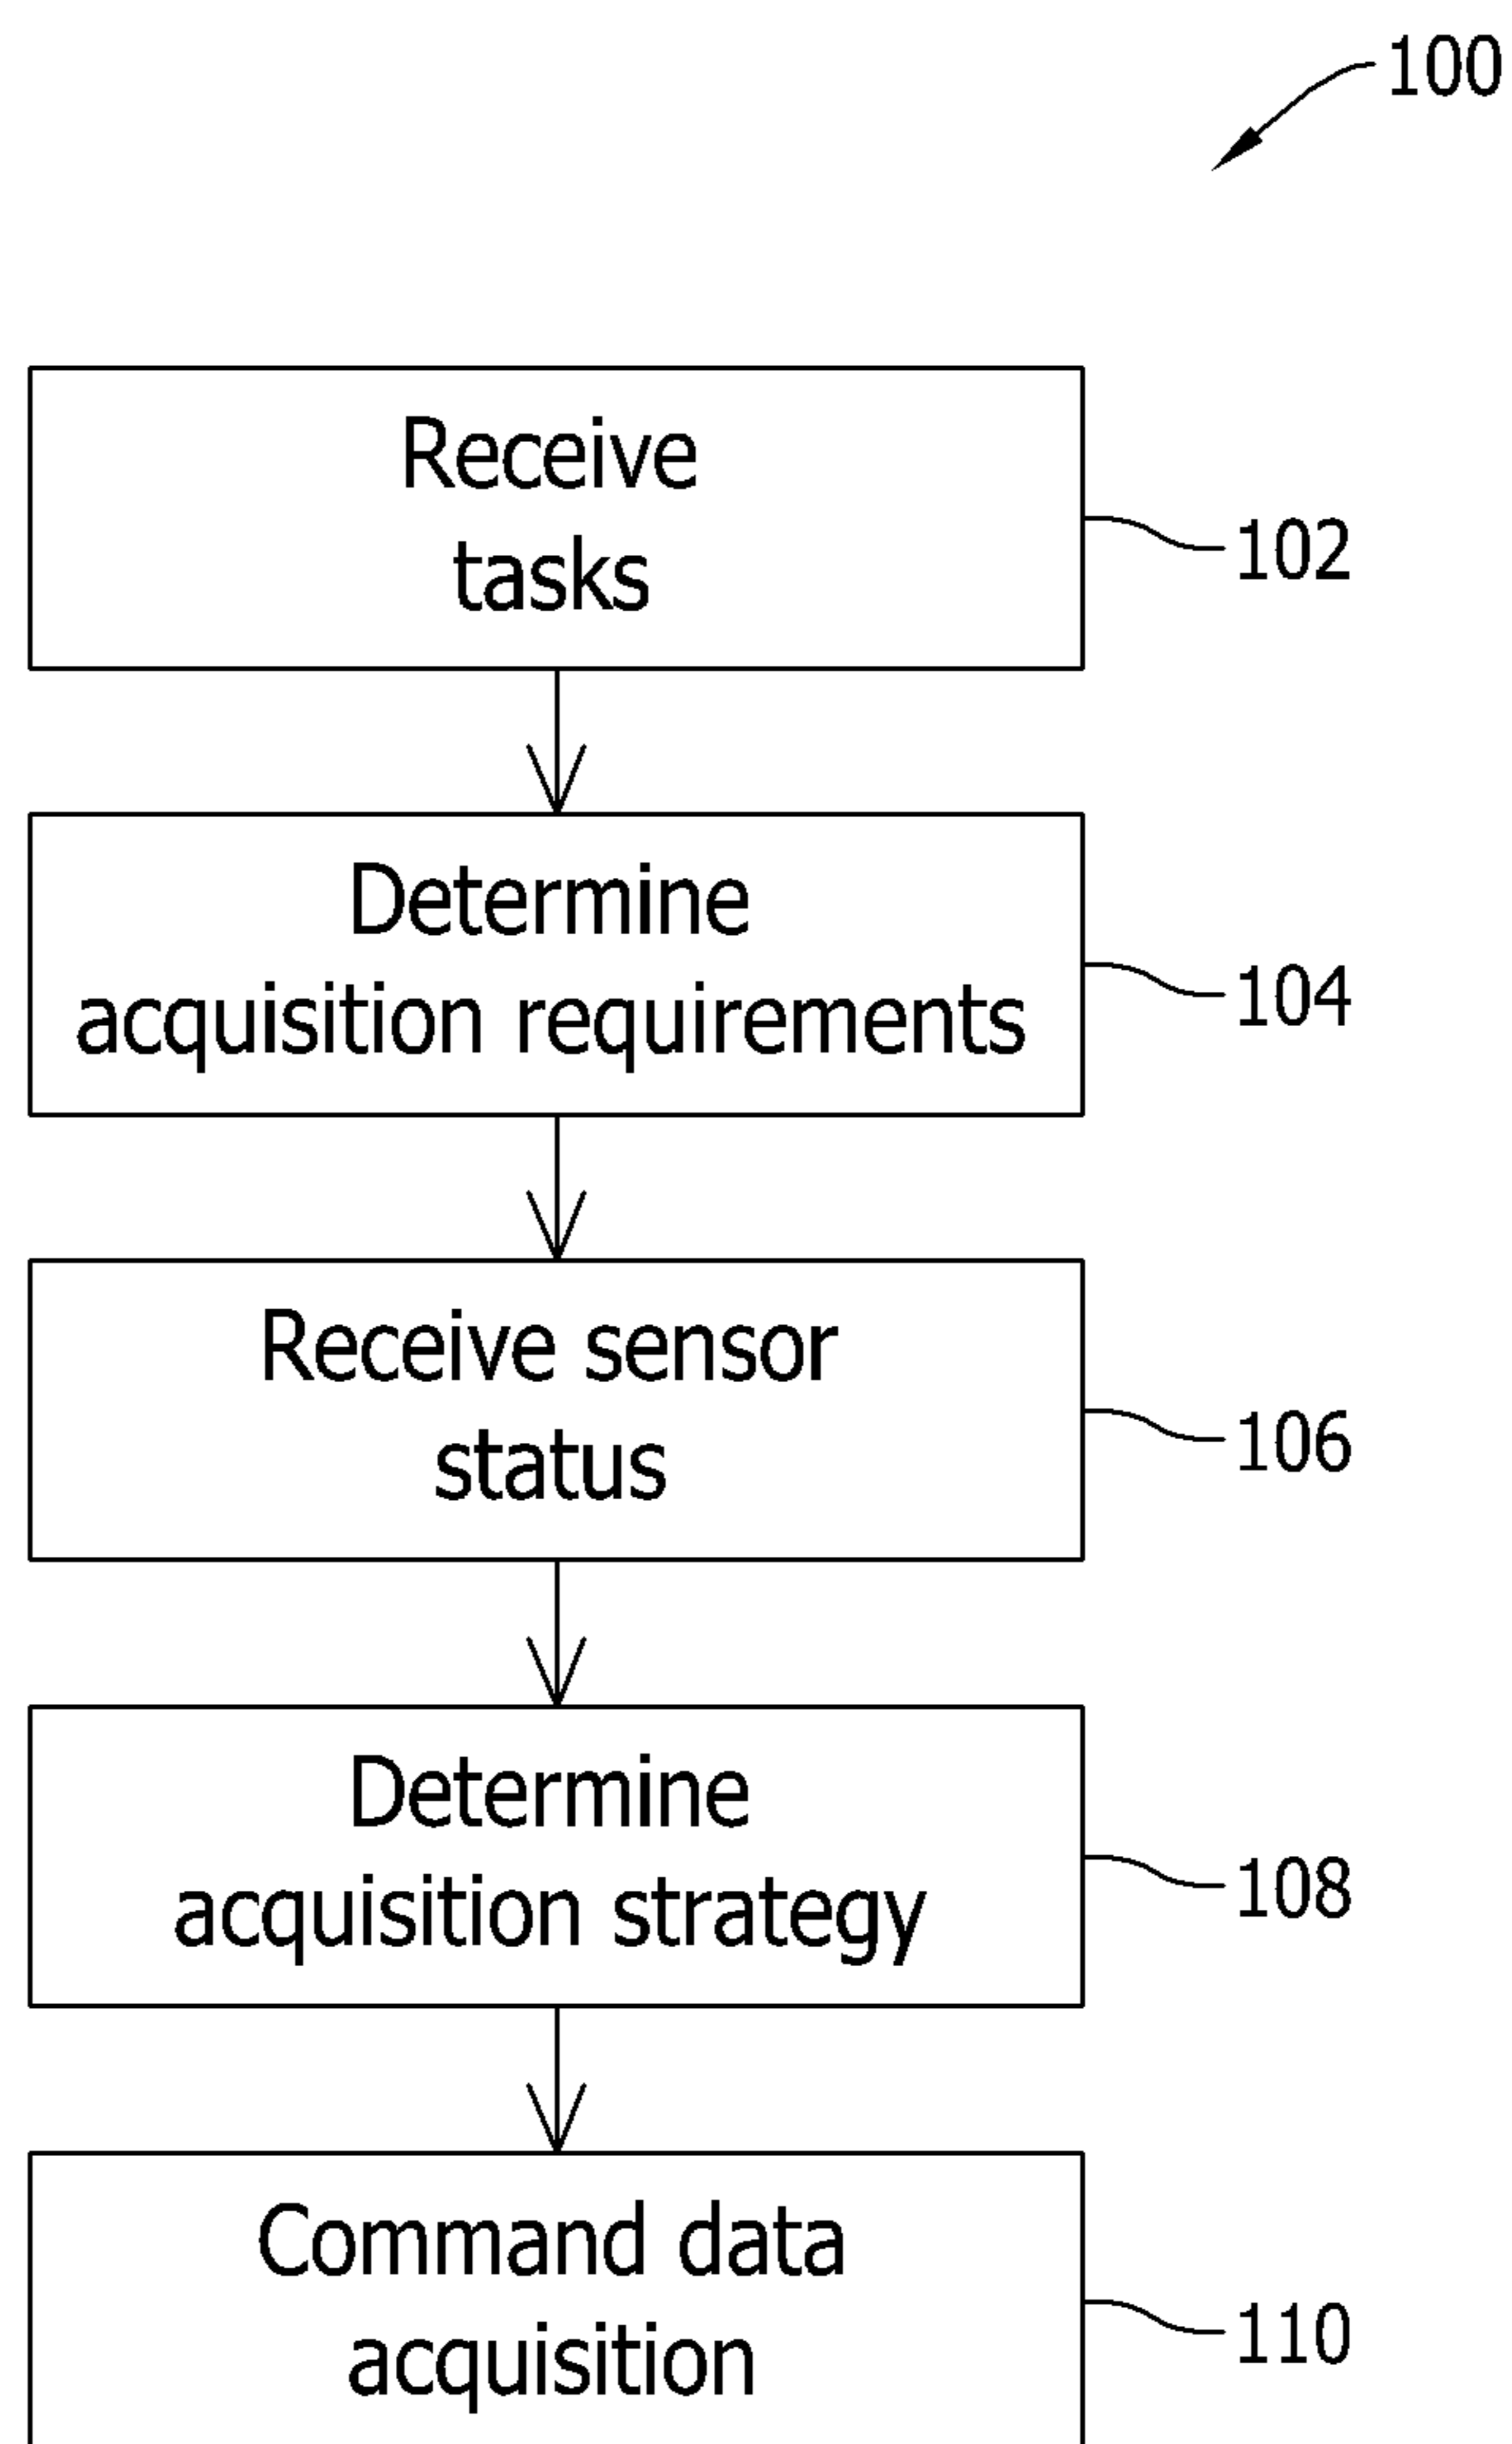 100
Receive
tasks
102
Determine
acquisition requirements
104
Receive sensor
status
106
Determine
acquisition strategy
108
Command data
acquisition
110